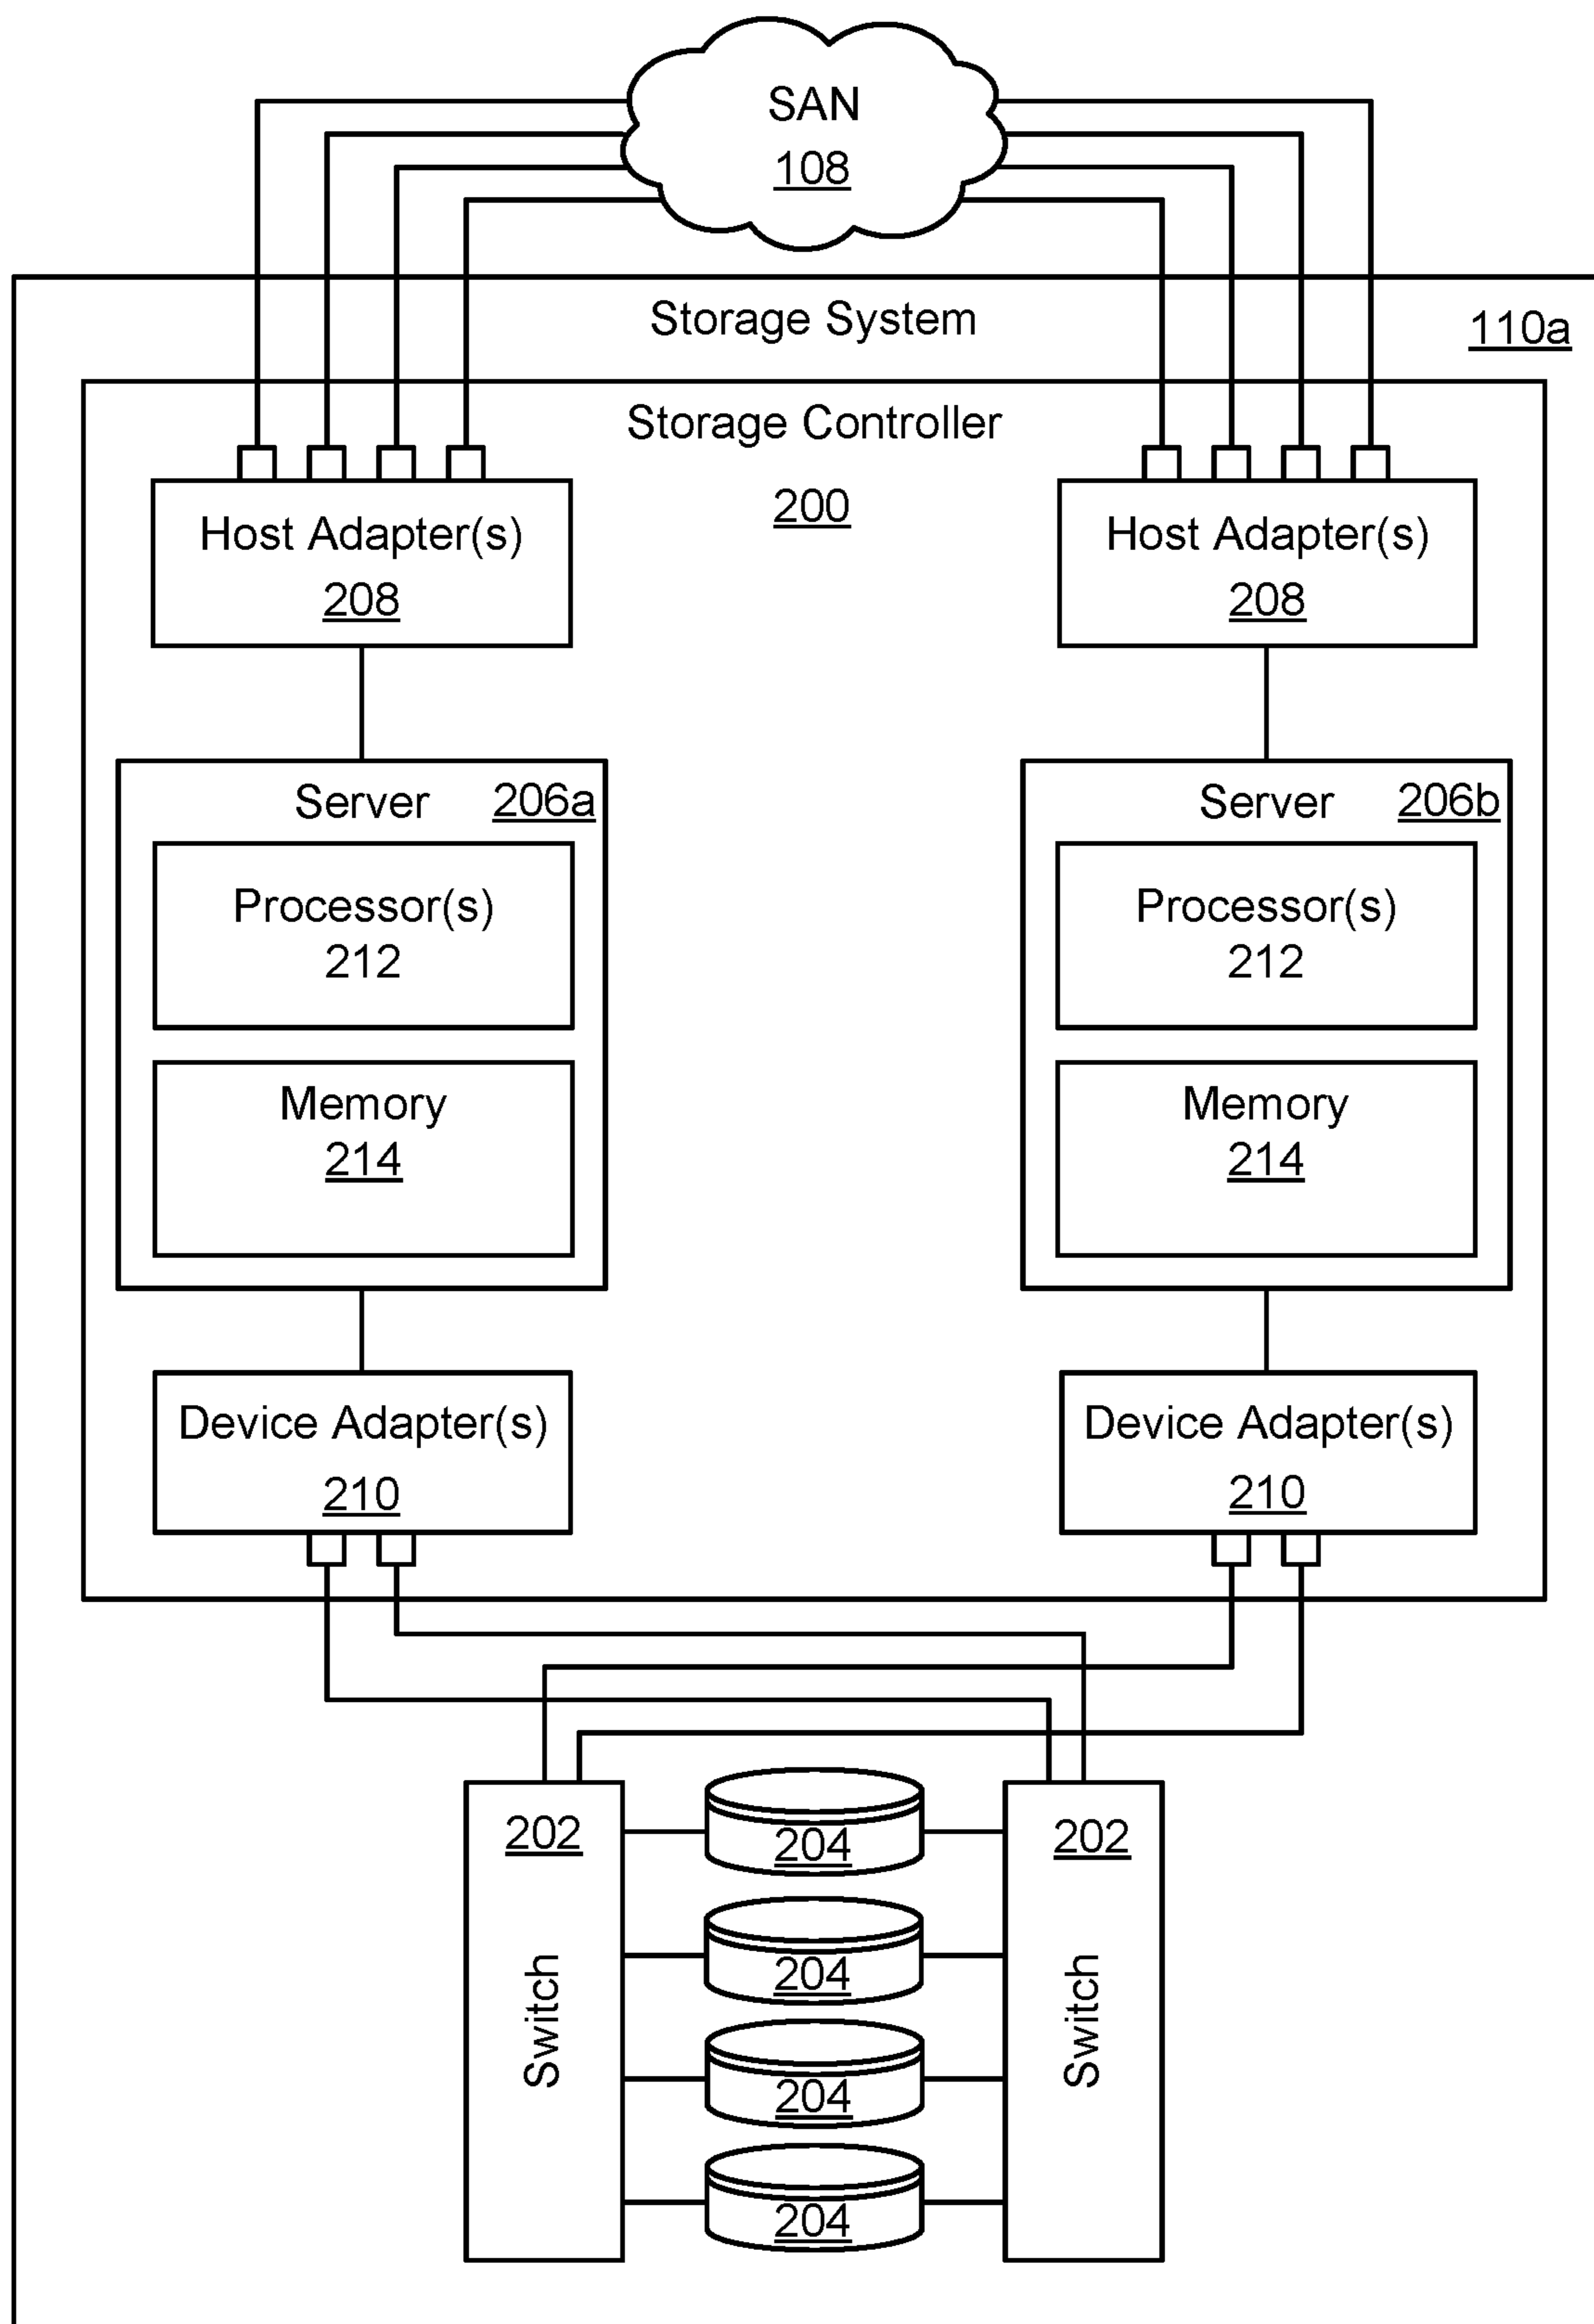 SAN
108
Storage System
110a
Storage Controller
200
Host Adapter(s)
208
Host Adapter(s)
208
Server 206a
Processor(s)
212
Memory
214
Server 206b
Processor(s)
212
Memory
214
Device Adapter(s)
210
Device Adapter(s)
210
202
Switch
204
204
204
204
202
Switch